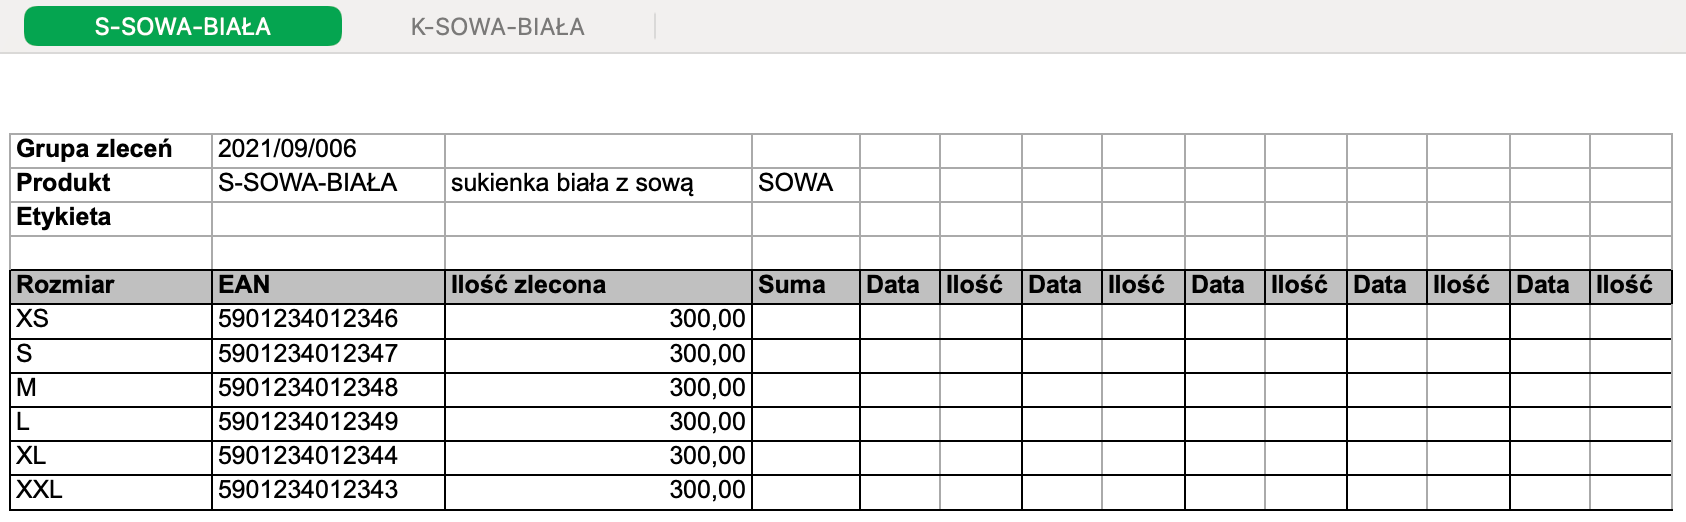 S-SOWA-BIAŁA K-SOWA-BIAŁA
Grupa zleceń 2021/09/006
Produkt S-SOWA-BIAŁA sukienka biała z sową SOWA
Etykieta
Rozmiar EAN Ilość zlecona Suma Data Ilość Data Ilość Data Ilość Data Ilość Data Ilość
XS 5901234012346 300,00
S 5901234012347 300,00
M 5901234012348 300,00
L 5901234012349 300,00
XL 5901234012344 300,00
XXL 5901234012343 300,00